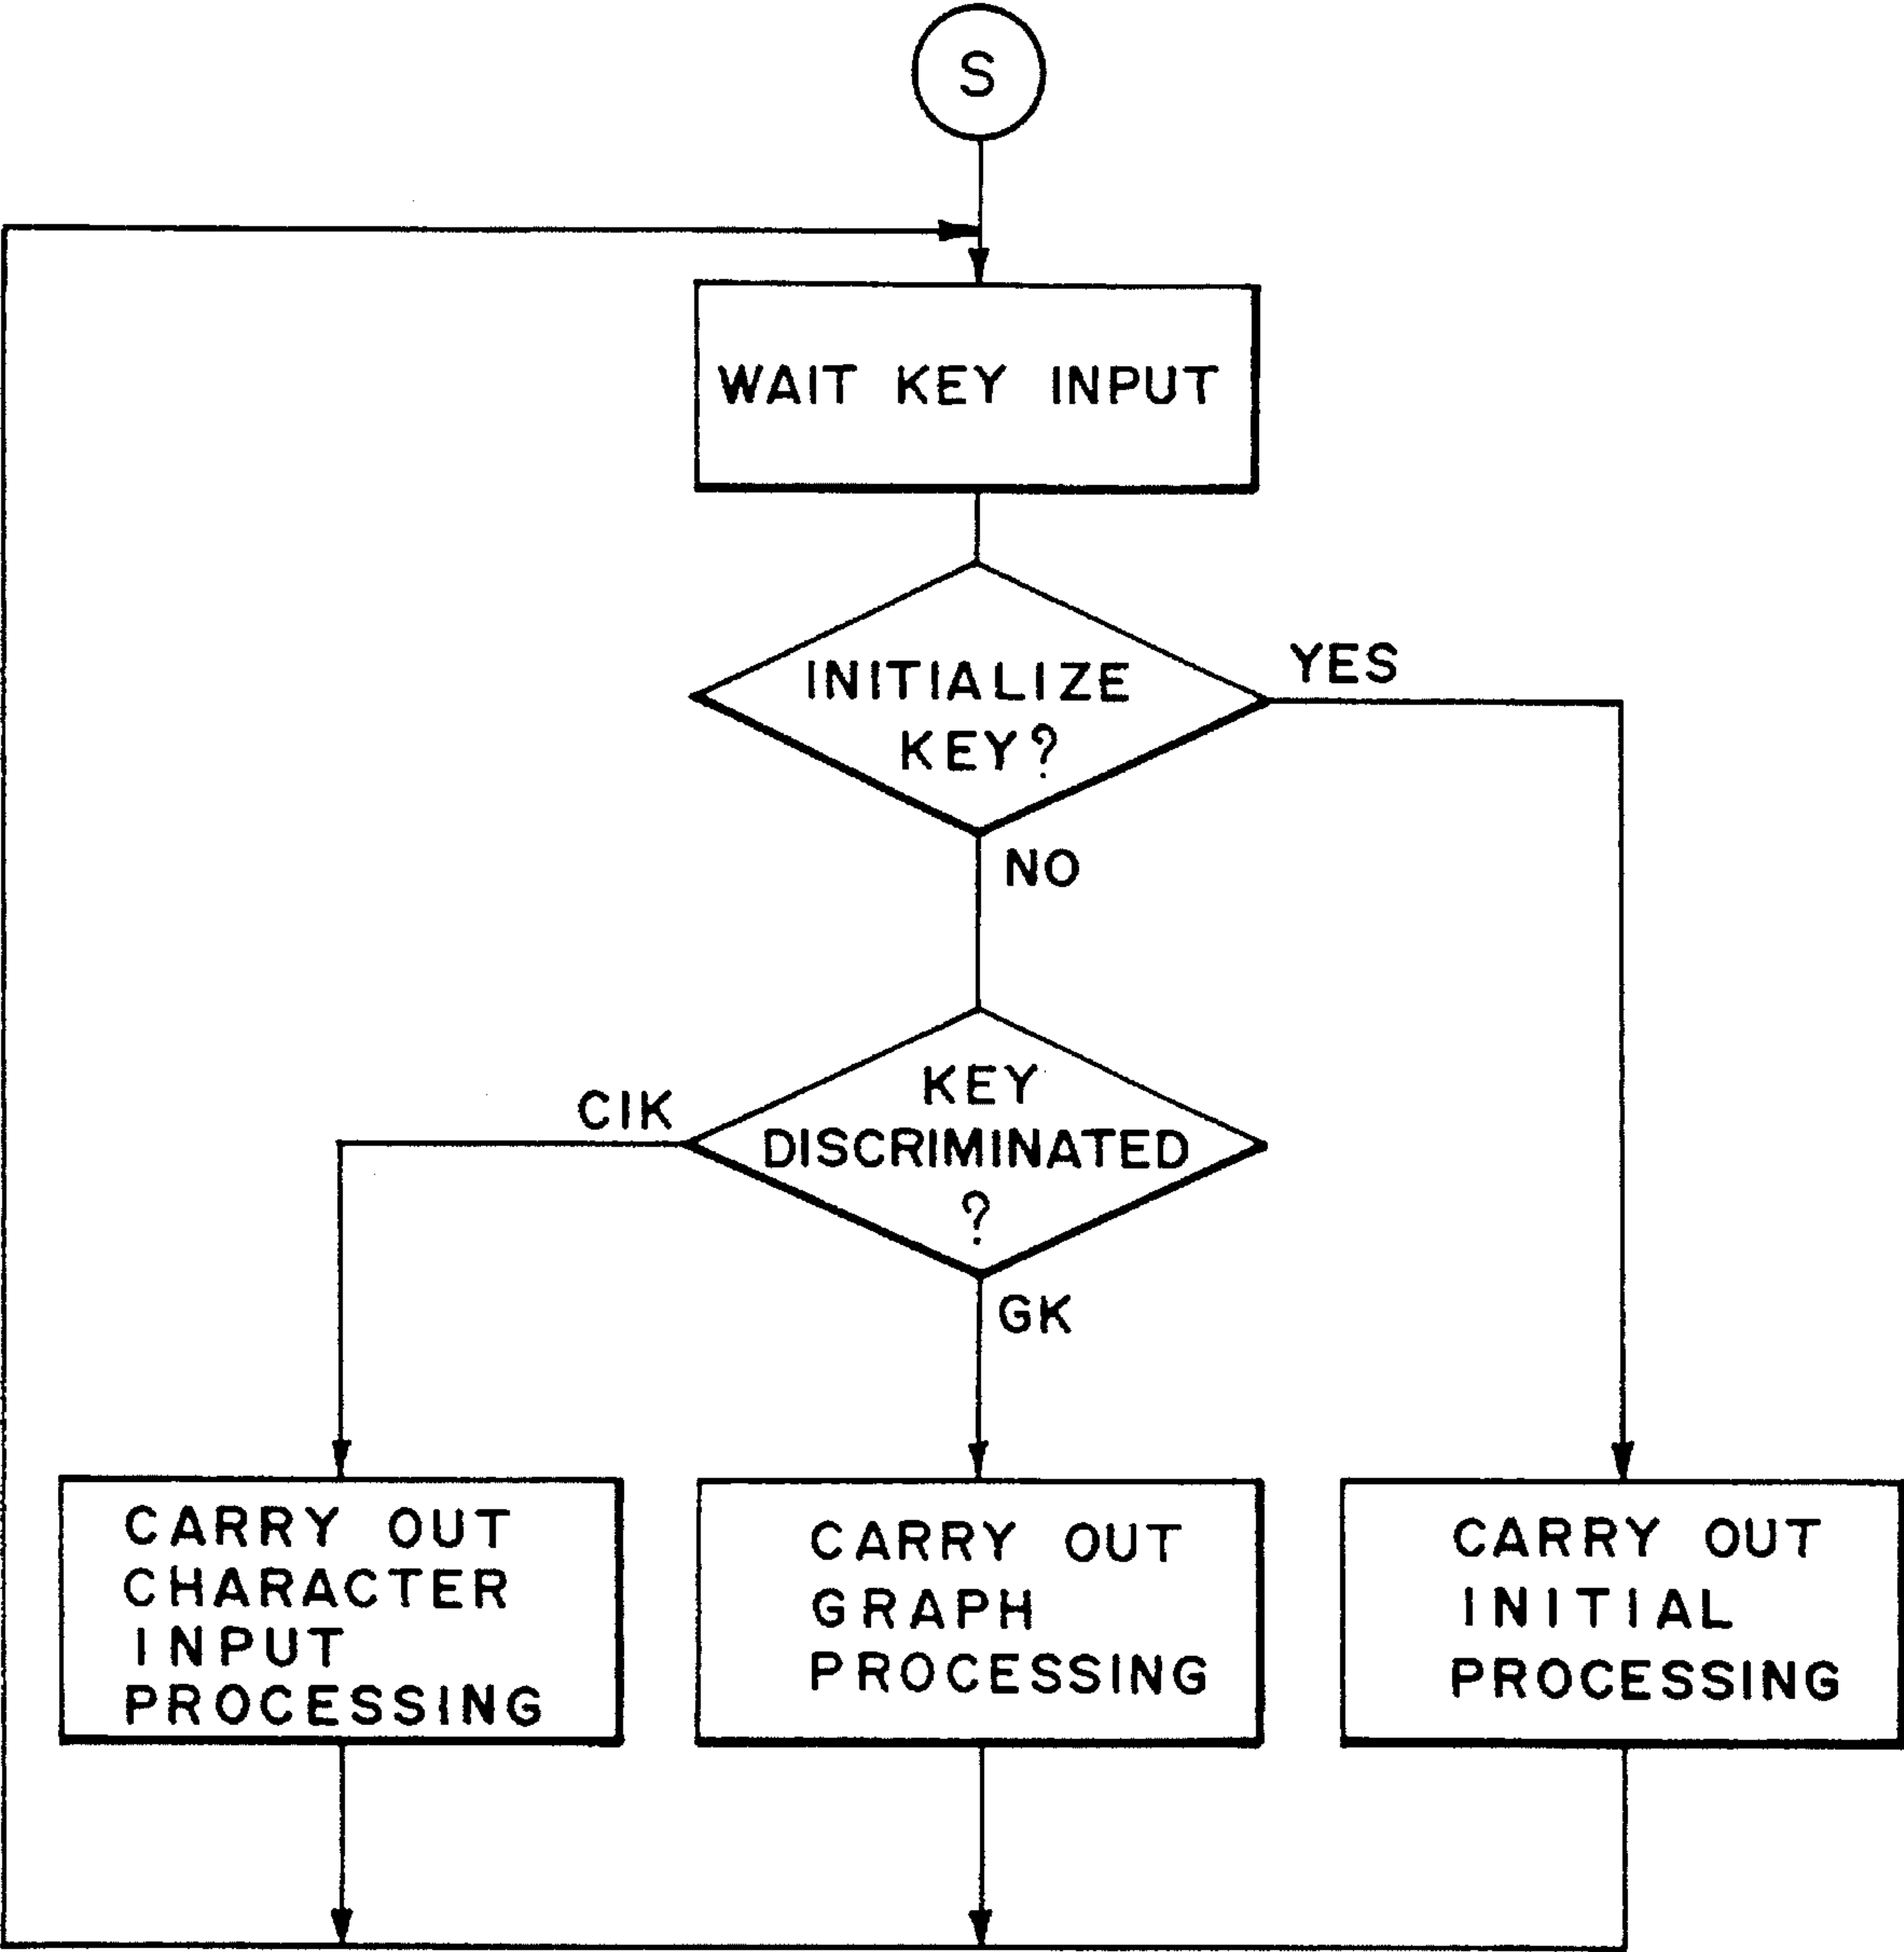 S
WAIT KEY INPUT
INITIALIZE
KEY?
YES
NO
KEY
DISCRIMINATED
?
CIK
GK
CARRY OUT
CHARACTER
INPUT
PROCESSING
CARRY OUT
GRAPH
PROCESSING
CARRY OUT
INITIAL
PROCESSING